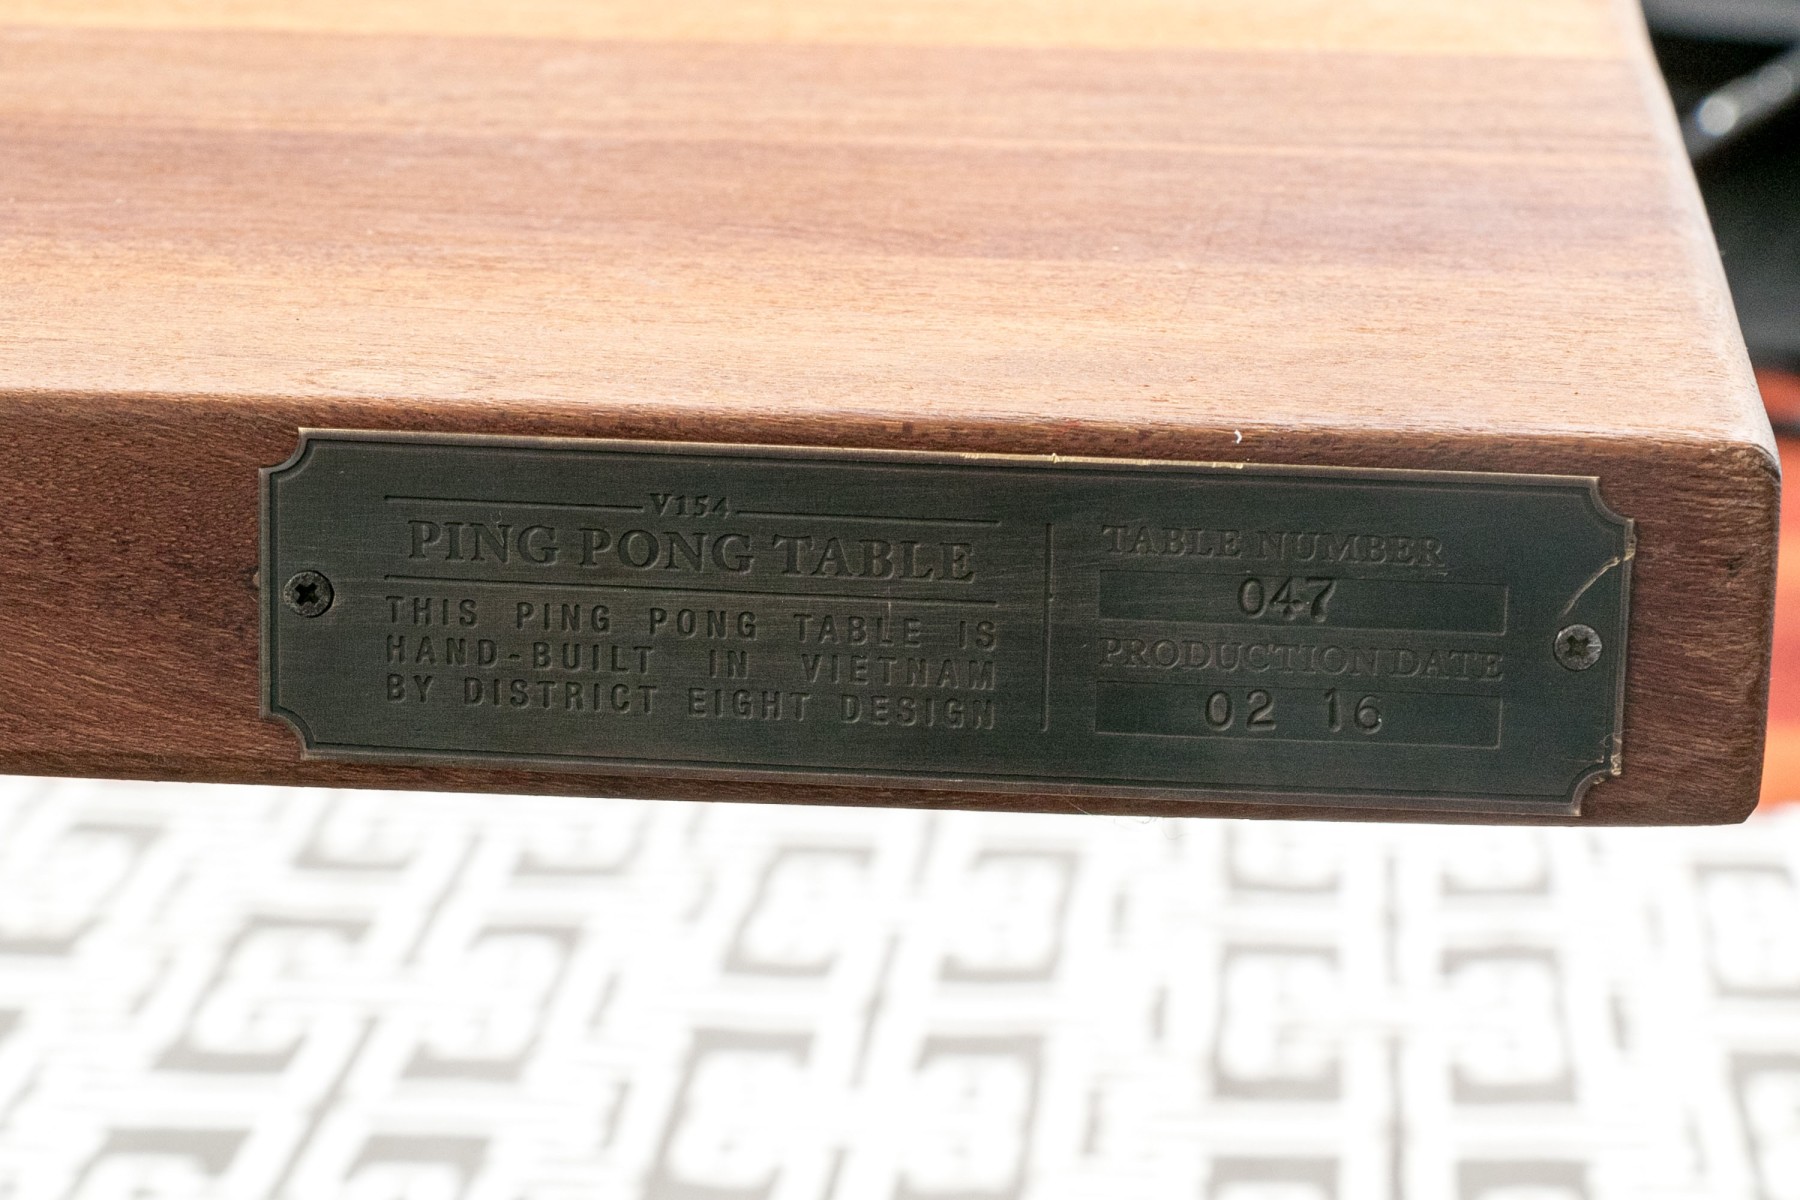 V154
PING PONG TABLE
THIS PING PONG TABLE IS
HAND-BUILT IN VIETNAM
BY DISTRICT EIGHT DESIGN
TABLE NUMBER
047
PRODUCTION DATE
02 16